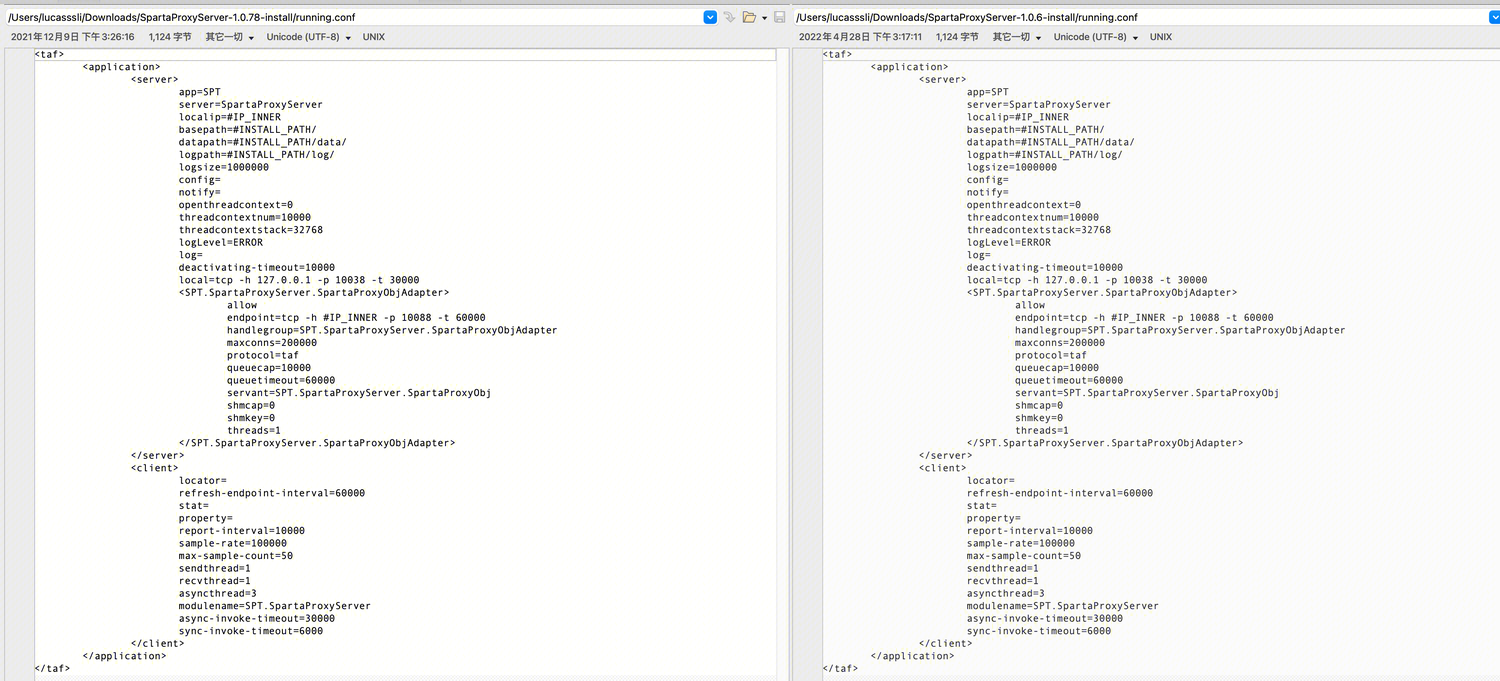 /Users/lucasssli/Downloads/SpartaProxyServer-1.0.78-install/running.conf
2021年12月9日 下午3:26:16 1,124 字节 其它一切 Unicode (UTF-8) UNIX
<taf>
<application>
<server>
app=SPT
server=SpartaProxyServer
localip=#IP_INNER
basepath=#INSTALL_PATH/
datapath=#INSTALL_PATH/data/
logpath=#INSTALL_PATH/log/
logsize=1000000
config=
notify=
openthreadcontext=0
threadcontextnum=10000
threadcontextstack=32768
logLevel=ERROR
log=
deactivating-timeout=10000
local=tcp -h 127.0.0.1 -p 10038 -t 30000
<SPT.SpartaProxyServer.SpartaProxyObjAdapter>
allow
endpoint=tcp -h #IP_INNER -p 10088 -t 60000
handlegroup=SPT.SpartaProxyServer.SpartaProxyObjAdapter
maxconns=200000
protocol=taf
queuecap=10000
queuetimeout=60000
servant=SPT.SpartaProxyServer.SpartaProxyObj
shmcap=0
shmkey=0
threads=1
</SPT.SpartaProxyServer.SpartaProxyObjAdapter>
</server>
<client>
locator=
refresh-endpoint-interval=60000
stat=
property=
report-interval=10000
sample-rate=100000
max-sample-count=50
sendthread=1
recvthread=1
asyncthread=3
modulename=SPT.SpartaProxyServer
async-invoke-timeout=30000
sync-invoke-timeout=6000
</client>
</application>
</taf>
/Users/lucasssli/Downloads/SpartaProxyServer-1.0.6-install/running.conf
2022年4月28日 下午3:17:11 1,124 字节 其它一切 Unicode (UTF-8) UNIX
<taf>
<application>
<server>
app=SPT
server=SpartaProxyServer
localip=#IP_INNER
basepath=#INSTALL_PATH/
datapath=#INSTALL_PATH/data/
logpath=#INSTALL_PATH/log/
logsize=1000000
config=
notify=
openthreadcontext=0
threadcontextnum=10000
threadcontextstack=32768
logLevel=ERROR
log=
deactivating-timeout=10000
local=tcp -h 127.0.0.1 -p 10038 -t 30000
<SPT.SpartaProxyServer.SpartaProxyObjAdapter>
allow
endpoint=tcp -h #IP_INNER -p 10088 -t 60000
handlegroup=SPT.SpartaProxyServer.SpartaProxyObjAdapter
maxconns=200000
protocol=taf
queuecap=10000
queuetimeout=60000
servant=SPT.SpartaProxyServer.SpartaProxyObj
shmcap=0
shmkey=0
threads=1
</SPT.SpartaProxyServer.SpartaProxyObjAdapter>
</server>
<client>
locator=
refresh-endpoint-interval=60000
stat=
property=
report-interval=10000
sample-rate=100000
max-sample-count=50
sendthread=1
recvthread=1
asyncthread=3
modulename=SPT.SpartaProxyServer
async-invoke-timeout=30000
sync-invoke-timeout=6000
</client>
</application>
</taf>